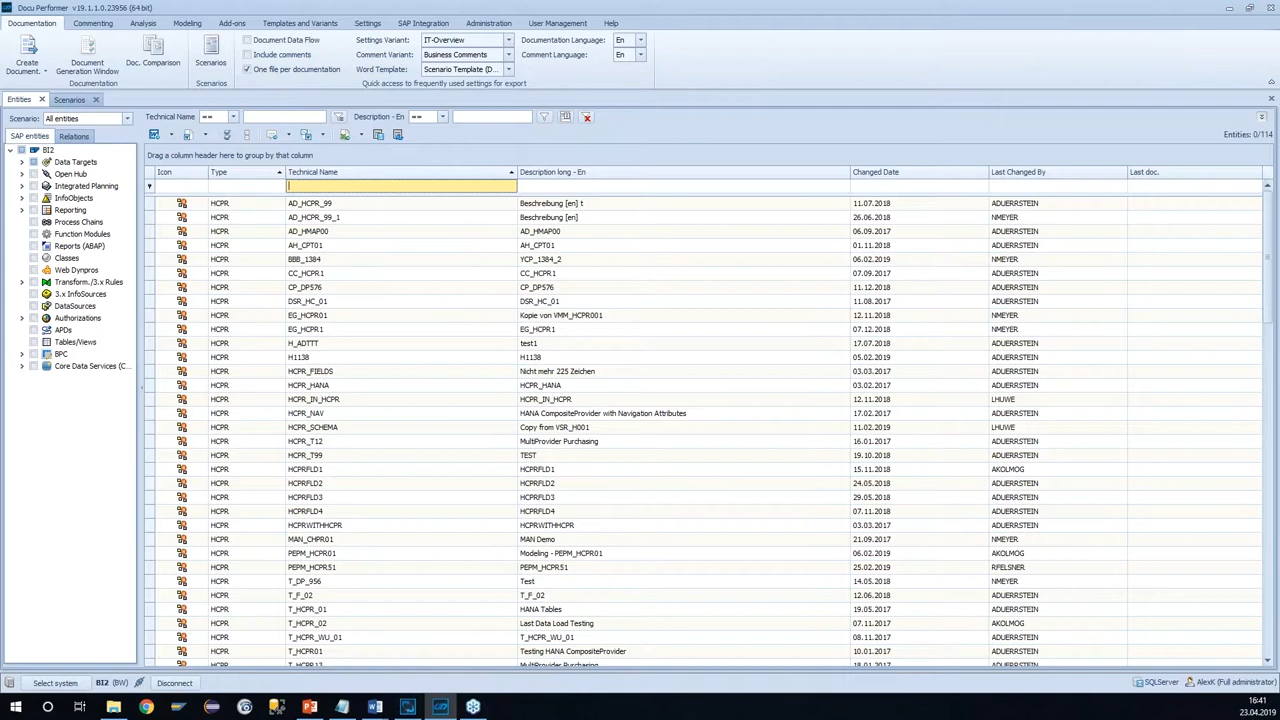 Docu Performer v19.1.1.0.23956 (64 bit)
Documentation Commenting Analysis Modeling Add-ons Templates and Variants Settings SAP Integration Administration User Management Help
Create Document.
Document Generation Window
Doc. Comparison
Scenarios
Document Data Flow
Include comments
One file per documentation
Settings Variant: IT-Overview
Comment Variant: Business Comments
Word Template: Scenario Template (D...
Documentation Language: En
Comment Language: En
Documentation Scenarios Quick access to frequently used settings for export
Entities Scenarios
Scenario: All entities
Technical Name == Description - En ==
SAP entities Relations
Entities: 0/114
BI2
Data Targets
Open Hub
Integrated Planning
InfoObjects
Reporting
Process Chains
Function Modules
Reports (ABAP)
Classes
Web Dynpros
Transform./3.x Rules
3.x InfoSources
DataSources
Authorizations
APDs
Tables/Views
BPC
Core Data Services (C...
Drag a column header here to group by that column
Icon Type Technical Name Description long - En Changed Date Last Changed By Last doc.
HCPR AD_HCPR_99 Beschreibung [en] t 11.07.2018 ADUERRSTEIN
HCPR AD_HCPR_99_1 Beschreibung [en] 26.06.2018 NMEYER
HCPR AD_HMAP00 AD_HMAP00 06.09.2017 ADUERRSTEIN
HCPR AH_CPT01 AH_CPT01 01.11.2018 ADUERRSTEIN
HCPR BBB_1384 YCP_1384_2 06.02.2019 NMEYER
HCPR CC_HCPR1 CC_HCPR1 07.09.2017 ADUERRSTEIN
HCPR CP_DP576 CP_DP576 11.12.2018 ADUERRSTEIN
HCPR DSR_HC_01 DSR_HC_01 11.08.2017 ADUERRSTEIN
HCPR EG_HCPR01 Kopie von VMM_HCPR001 12.11.2018 NMEYER
HCPR EG_HCPR1 EG_HCPR1 07.12.2018 NMEYER
HCPR H_ADTTT test1 17.07.2018 ADUERRSTEIN
HCPR H1138 H1138 05.02.2019 ADUERRSTEIN
HCPR HCPR_FIELDS Nicht mehr 225 Zeichen 03.03.2017 ADUERRSTEIN
HCPR HCPR_HANA HCPR_HANA 03.02.2017 ADUERRSTEIN
HCPR HCPR_IN_HCPR HCPR_IN_HCPR 12.11.2018 LHUWE
HCPR HCPR_NAV HANA CompositeProvider with Navigation Attributes 17.02.2017 ADUERRSTEIN
HCPR HCPR_SCHEMA Copy from VSR_H001 11.02.2019 LHUWE
HCPR HCPR_T12 MultiProvider Purchasing 16.01.2017 ADUERRSTEIN
HCPR HCPR_T99 TEST 19.10.2018 ADUERRSTEIN
HCPR HCPRFLD1 HCPRFLD1 15.11.2018 AKOLMOG
HCPR HCPRFLD2 HCPRFLD2 24.05.2018 ADUERRSTEIN
HCPR HCPRFLD3 HCPRFLD3 29.05.2018 ADUERRSTEIN
HCPR HCPRFLD4 HCPRFLD4 07.11.2018 ADUERRSTEIN
HCPR HCPRWITHHCPR HCPRWITHHCPR 03.03.2017 ADUERRSTEIN
HCPR MAN_CHPR01 MAN Demo 21.09.2017 NMEYER
HCPR PEPM_HCPR01 Modeling - PEPM_HCPR01 06.02.2019 AKOLMOG
HCPR PEPM_HCPR51 PEPM_HCPR51 25.02.2019 RFELSNER
HCPR T_DP_956 Test 14.05.2018 NMEYER
HCPR T_F_02 T_F_02 12.06.2018 ADUERRSTEIN
HCPR T_HCPR_01 HANA Tables 19.05.2017 ADUERRSTEIN
HCPR T_HCPR_02 Last Data Load Testing 07.11.2017 AKOLMOG
HCPR T_HCPR_WU_01 T_HCPR_WU_01 08.11.2017 ADUERRSTEIN
HCPR T_HCPR01 Testing HANA CompositeProvider 10.01.2017 ADUERRSTEIN
HCPR T_HCPR12 MultiProvider Purchasing 18.01.2017 ADUERRSTEIN
Select system BI2 (BW) Disconnect SQLServer AlexK (Full administrator)
16:41
23.04.2019